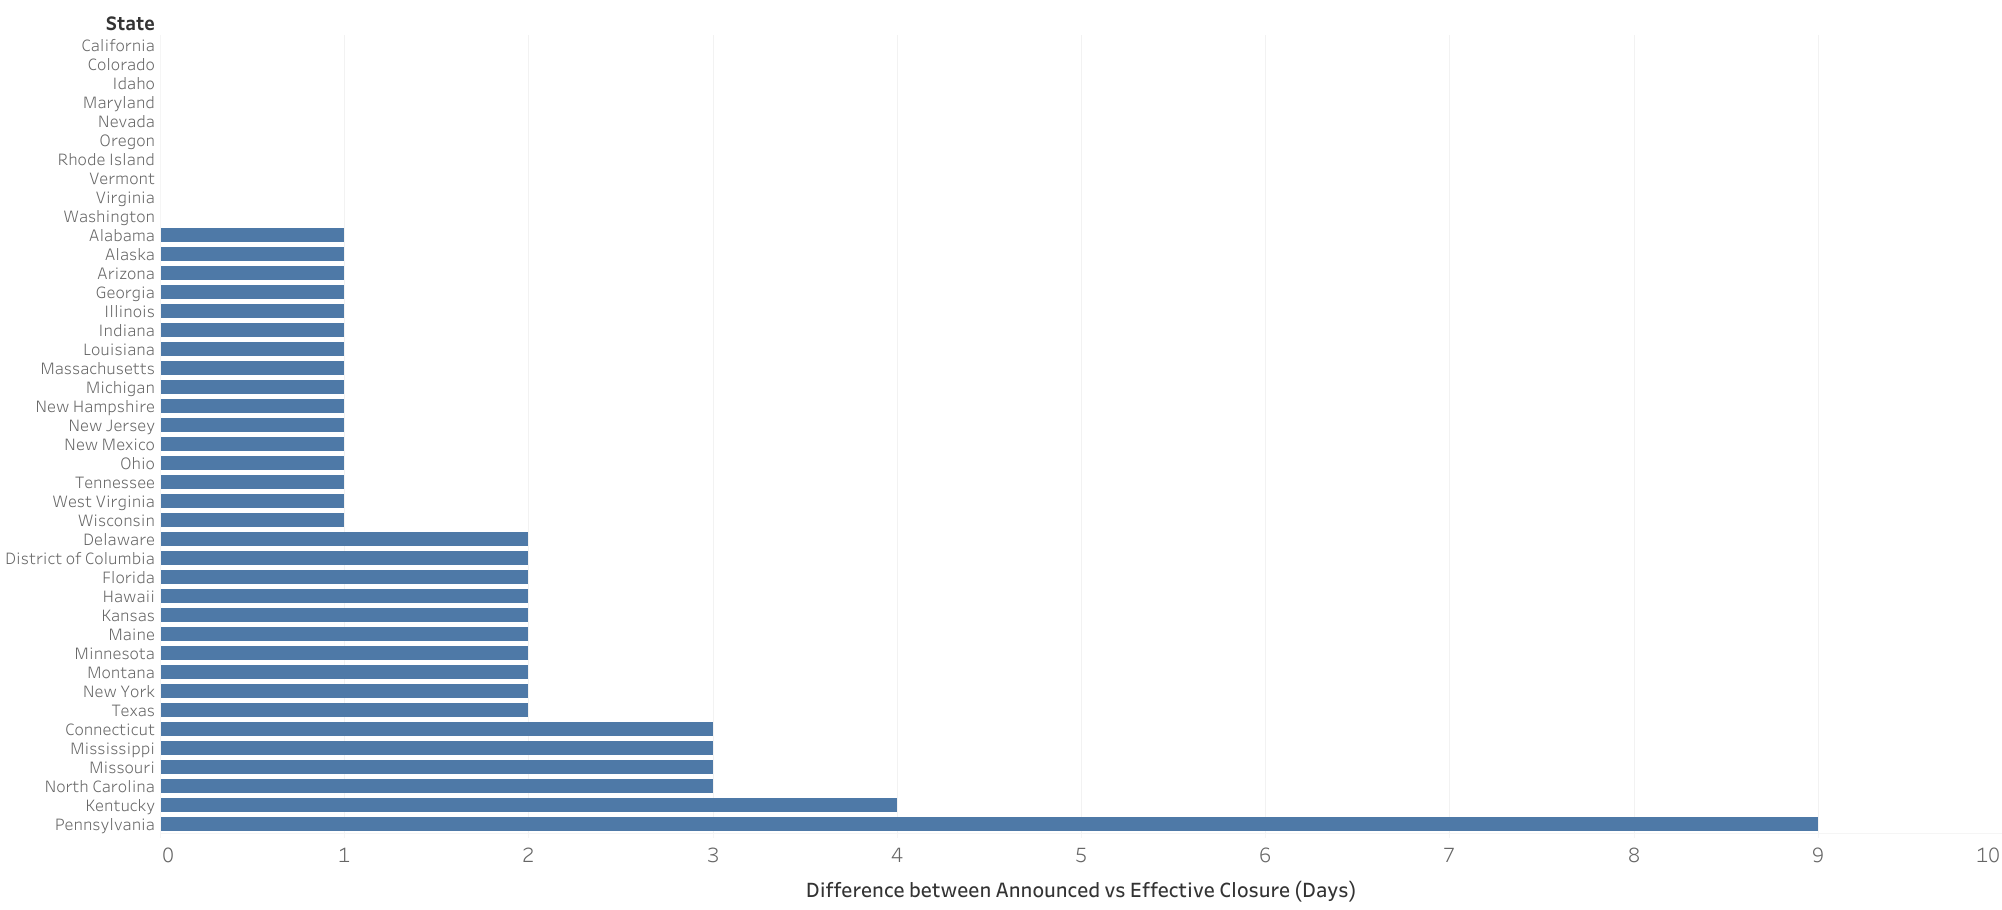 State
California
Colorado
Idaho
Maryland
Nevada
Oregon
Rhode Island
Vermont
Virginia
Washington
Alabama
Alaska
Arizona
Georgia
Illinois
Indiana
Louisiana
Massachusetts
Michigan
New Hampshire
New Jersey
New Mexico
Ohio
Tennessee
West Virginia
Wisconsin
Delaware
District of Columbia
Florida
Hawaii
Kansas
Maine
Minnesota
Montana
New York
Texas
Connecticut
Mississippi
Missouri
North Carolina
Kentucky
Pennsylvania
0 1 2 3 4 5 6 7 8 9 10
Difference between Announced vs Effective Closure (Days)